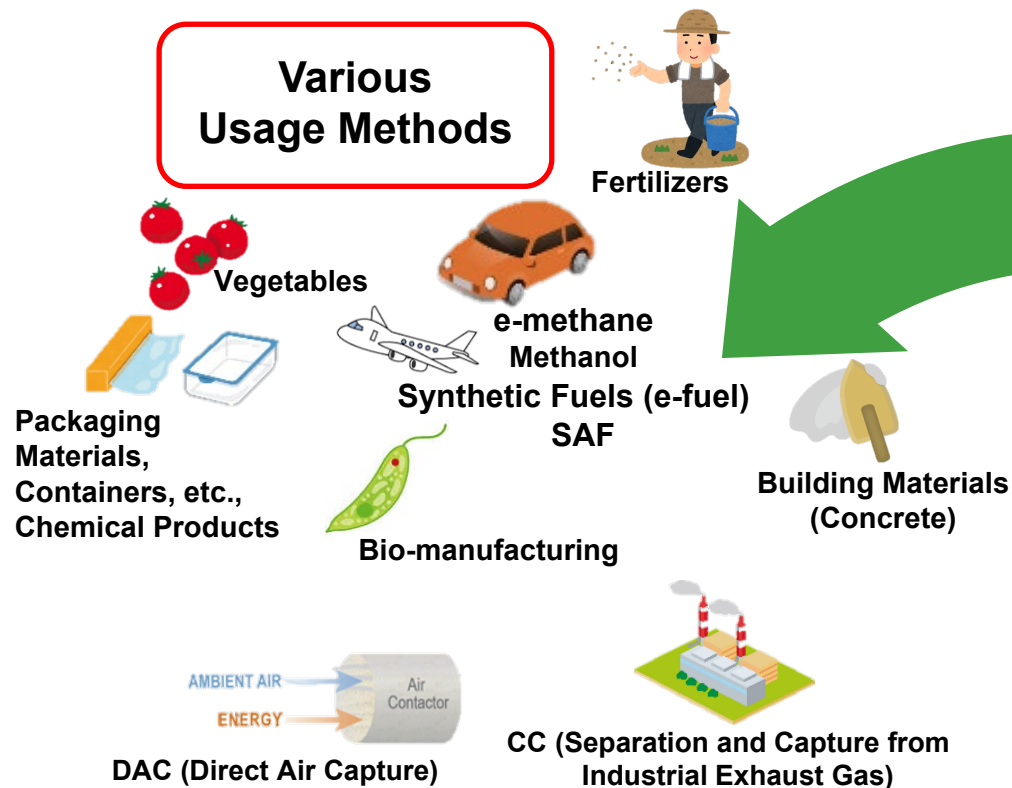 Various
Usage Methods
Fertilizers
Vegetables
e-methane
Methanol
Synthetic Fuels (e-fuel)
SAF
Packaging
Materials,
Containers, etc.,
Chemical Products
Building Materials
(Concrete)
Bio-manufacturing
AMBIENT AIR
ENERGY
Air
Contactor
DAC (Direct Air Capture)
CC (Separation and Capture from
Industrial Exhaust Gas)